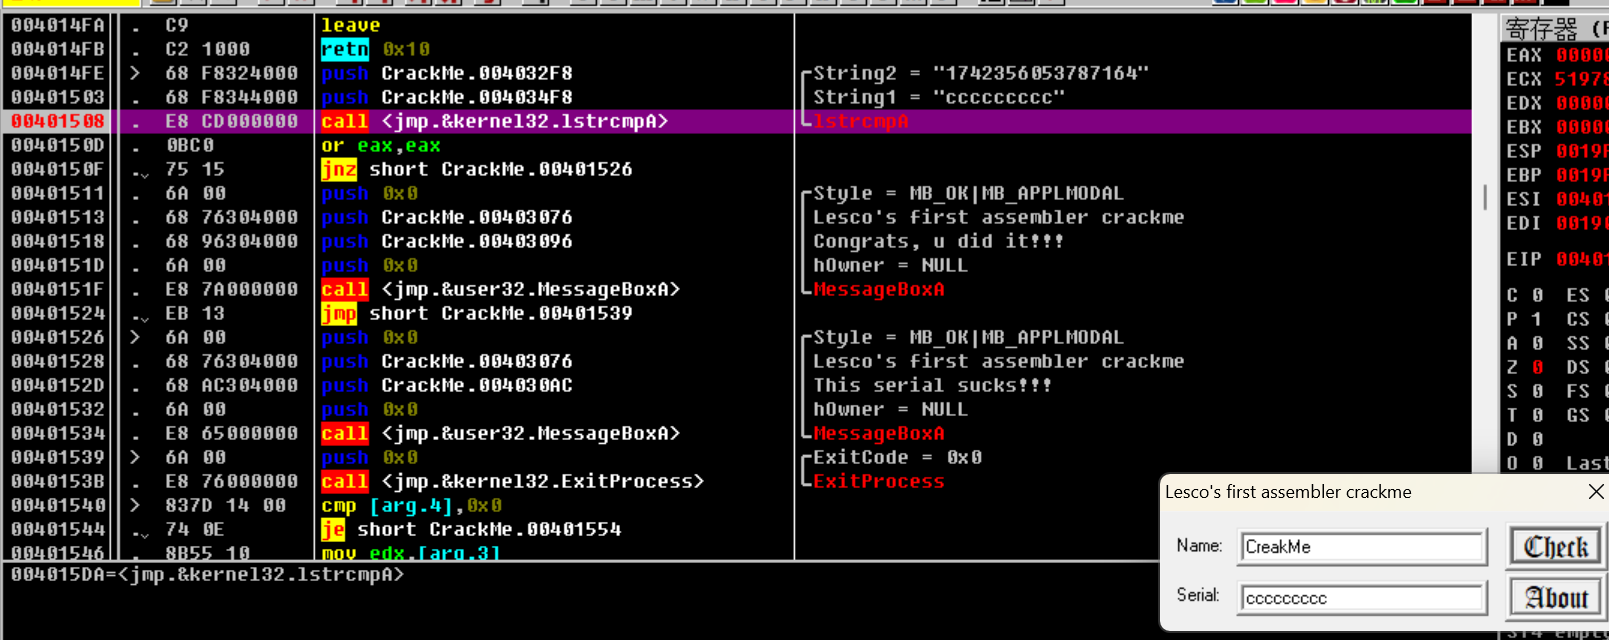 004014FA . C9 leave
004014FB . C2 1000 retn 0x10
004014FE > 68 F8324000 push CrackMe.004032F8 String2 = "1742356053787164"
00401503 . 68 F8344000 push CrackMe.004034F8 String1 = "ccccccccc"
00401508 . E8 CD000000 call <jmp.&kernel32.lstrcmpA> lstrcmpA
0040150D . 0BC0 or eax,eax
0040150F . 75 15 jnz short CrackMe.00401526
00401511 . 6A 00 push 0x0 Style = MB_OK|MB_APPLMODAL
00401513 . 68 76304000 push CrackMe.00403076 Lesco's first assembler crackme
00401518 . 68 96304000 push CrackMe.00403096 Congrats, u did it!!!
0040151D . 6A 00 push 0x0 hOwner = NULL
0040151F . E8 7A000000 call <jmp.&user32.MessageBoxA> MessageBoxA
00401524 . EB 13 jmp short CrackMe.00401539
00401526 > 6A 00 push 0x0 Style = MB_OK|MB_APPLMODAL
00401528 . 68 76304000 push CrackMe.00403076 Lesco's first assembler crackme
0040152D . 68 AC304000 push CrackMe.004030AC This serial sucks!!!
00401532 . 6A 00 push 0x0 hOwner = NULL
00401534 . E8 65000000 call <jmp.&user32.MessageBoxA> MessageBoxA
00401539 > 6A 00 push 0x0 ExitCode = 0x0
0040153B . E8 76000000 call <jmp.&kernel32.ExitProcess> ExitProcess
00401540 > 837D 14 00 cmp [arg.4],0x0
00401544 . 74 0E je short CrackMe.00401554
00401546 . 8B55 10 mov edx,[arg.3]
004015DA=<jmp.&kernel32.lstrcmpA>
寄存器
EAX
ECX
EDX
EBX
ESP
EBP
ESI
EDI
EIP
C 0 ES
P 1 CS
A 0 SS
Z 0 DS
S 0 FS
T 0 GS
D 0
O 0
Lesco's first assembler crackme
Name: CreakMe Check
Serial: ccccccccc About